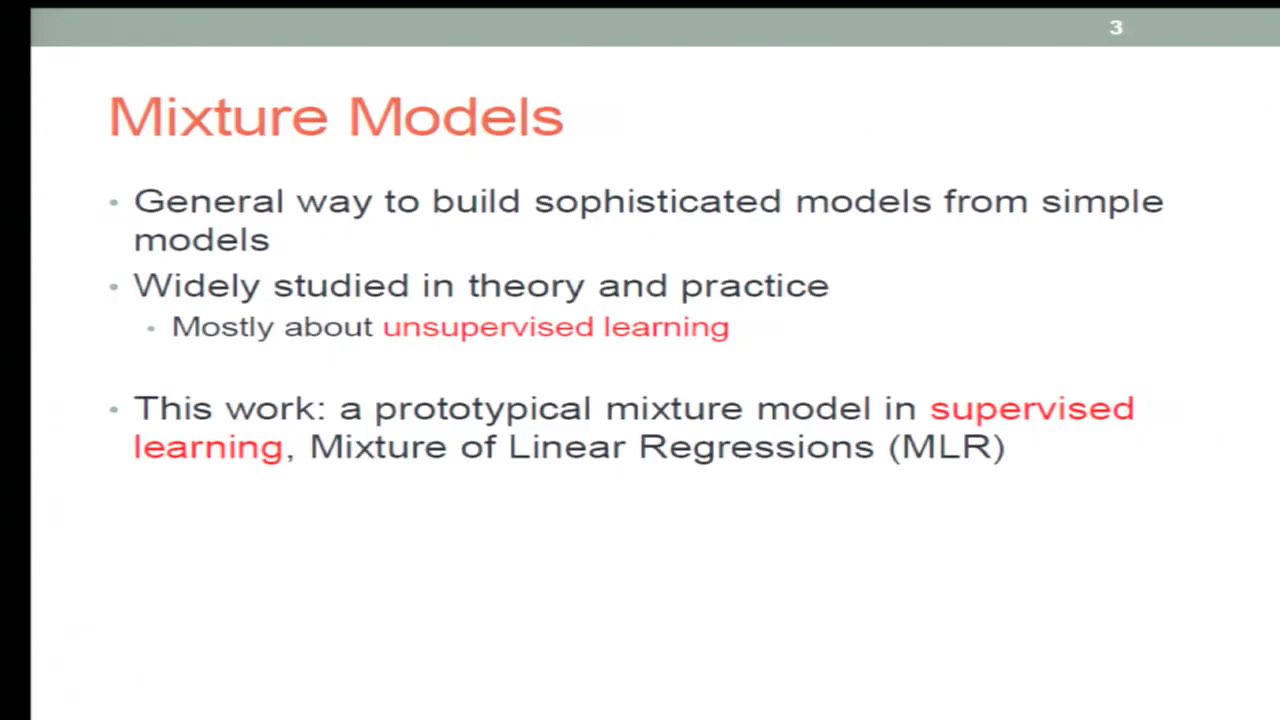 3
Mixture Models
• General way to build sophisticated models from simple
models
• Widely studied in theory and practice
• Mostly about unsupervised learning
• This work: a prototypical mixture model in supervised
learning, Mixture of Linear Regressions (MLR)